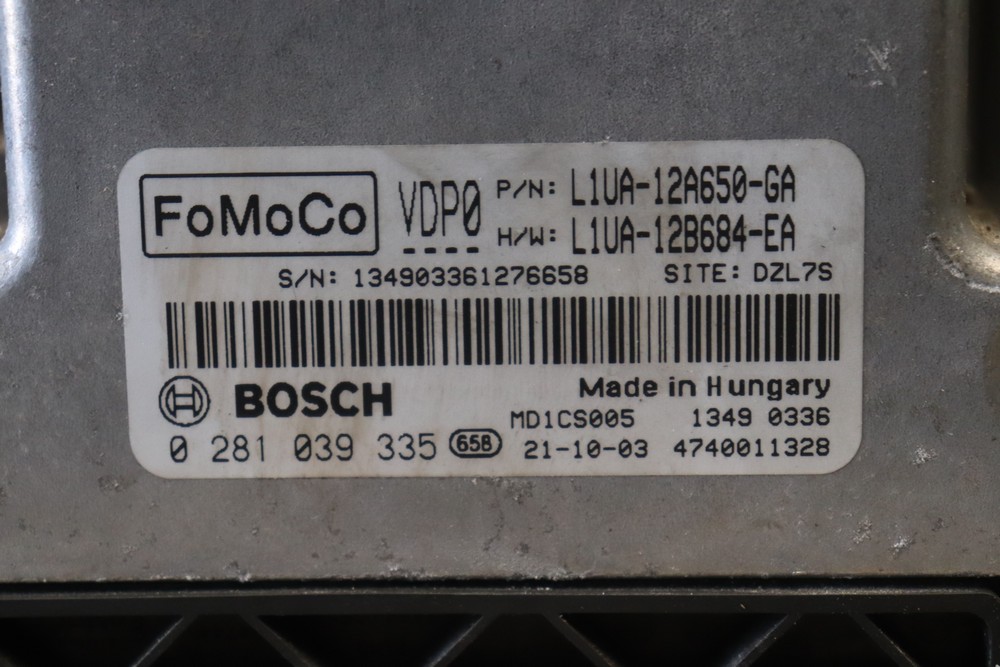 FoMoCo VDP0 P/N: L1UA-12A650-GA
H/W: L1UA-12B684-EA
S/N: 134903361276658 SITE: DZL7S
BOSCH Made in Hungary
MD1CS005 1349 0336
0 281 039 335 65B 21-10-03 4740011328